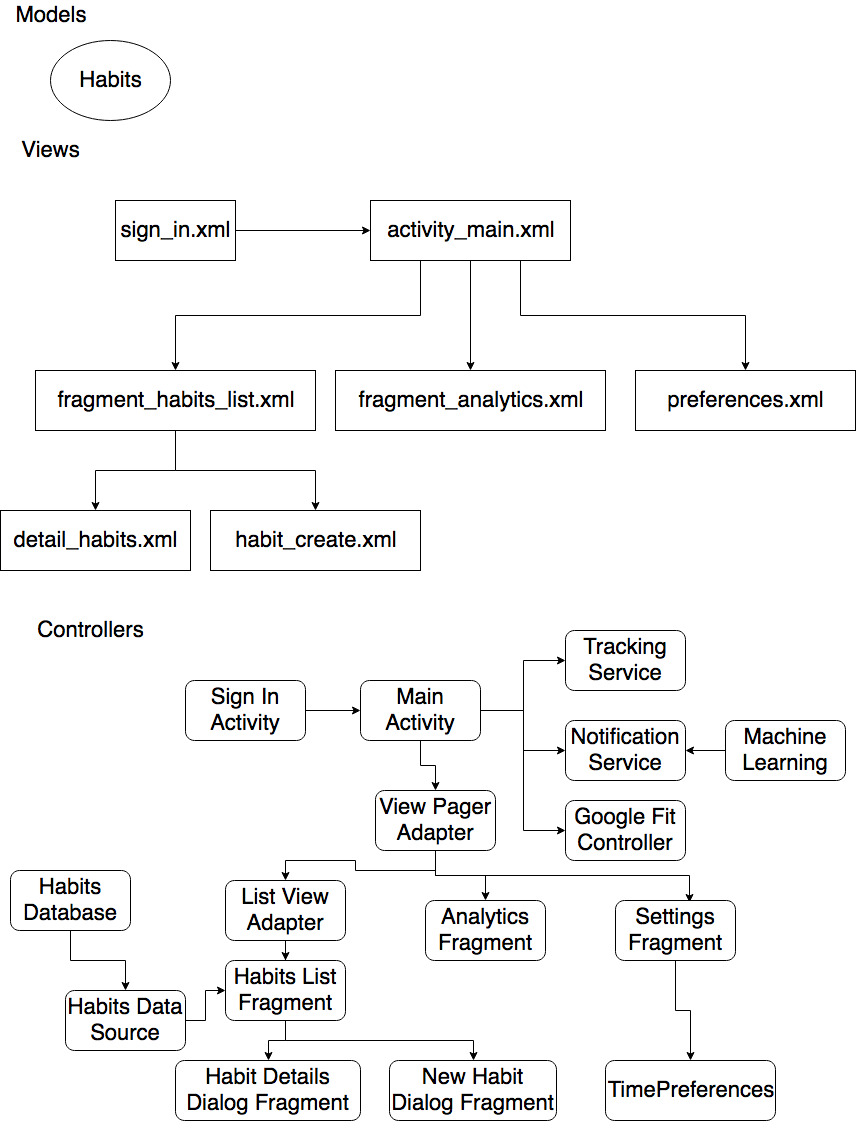 Models
Habits
Views
sign_in.xml
activity_main.xml
fragment_habits_list.xml
fragment_analytics.xml
preferences.xml
detail_habits.xml
habit_create.xml
Controllers
Tracking
Service
Sign In
Activity
Main
Activity
Notification
Service
Machine
Learning
View Pager
Adapter
Google Fit
Controller
Habits
Database
List View
Adapter
Analytics
Fragment
Settings
Fragment
Habits List
Fragment
Habits Data
Source
Habit Details
Dialog Fragment
New Habit
Dialog Fragment
TimePreferences